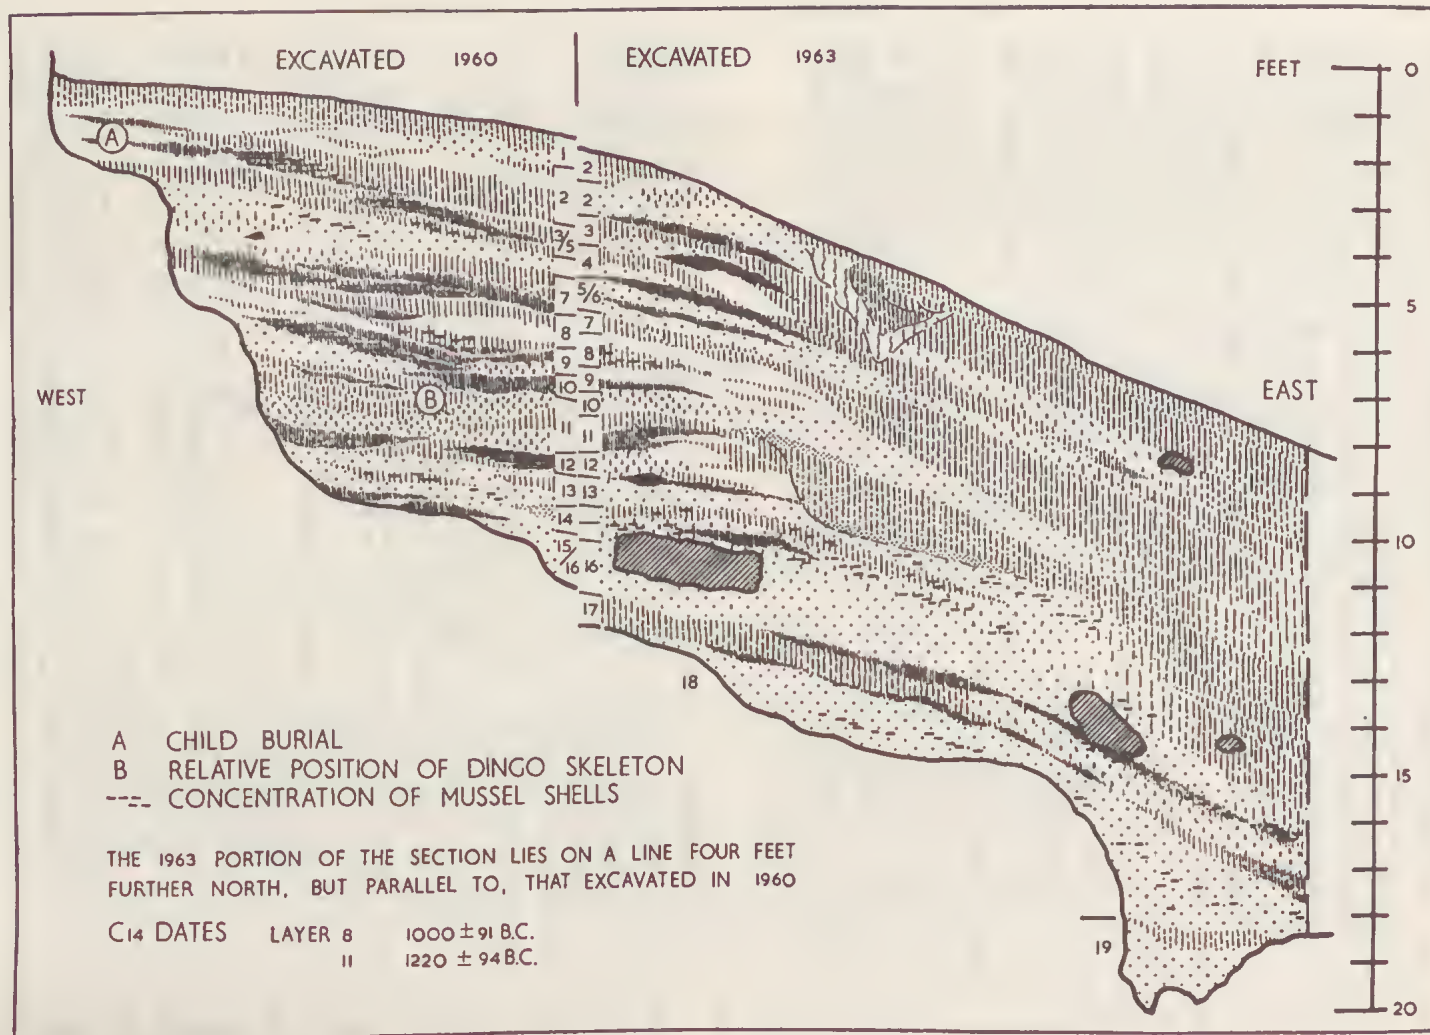 EXCAVATED 1960
EXCAVATED 1963
FEET
0
5
10
15
20
WEST
EAST
A
B
1
2
3/5
7
8
9
10
11
12
13
14
15/16
2
2
3
4
5/6
7
8
9
10
11
12
13
16
17
18
19
A CHILD BURIAL
B RELATIVE POSITION OF DINGO SKELETON
CONCENTRATION OF MUSSEL SHELLS
THE 1963 PORTION OF THE SECTION LIES ON A LINE FOUR FEET
FURTHER NORTH, BUT PARALLEL TO, THAT EXCAVATED IN 1960
C14 DATES LAYER 8 1000 ± 91 B.C.
11 1220 ± 94 B.C.